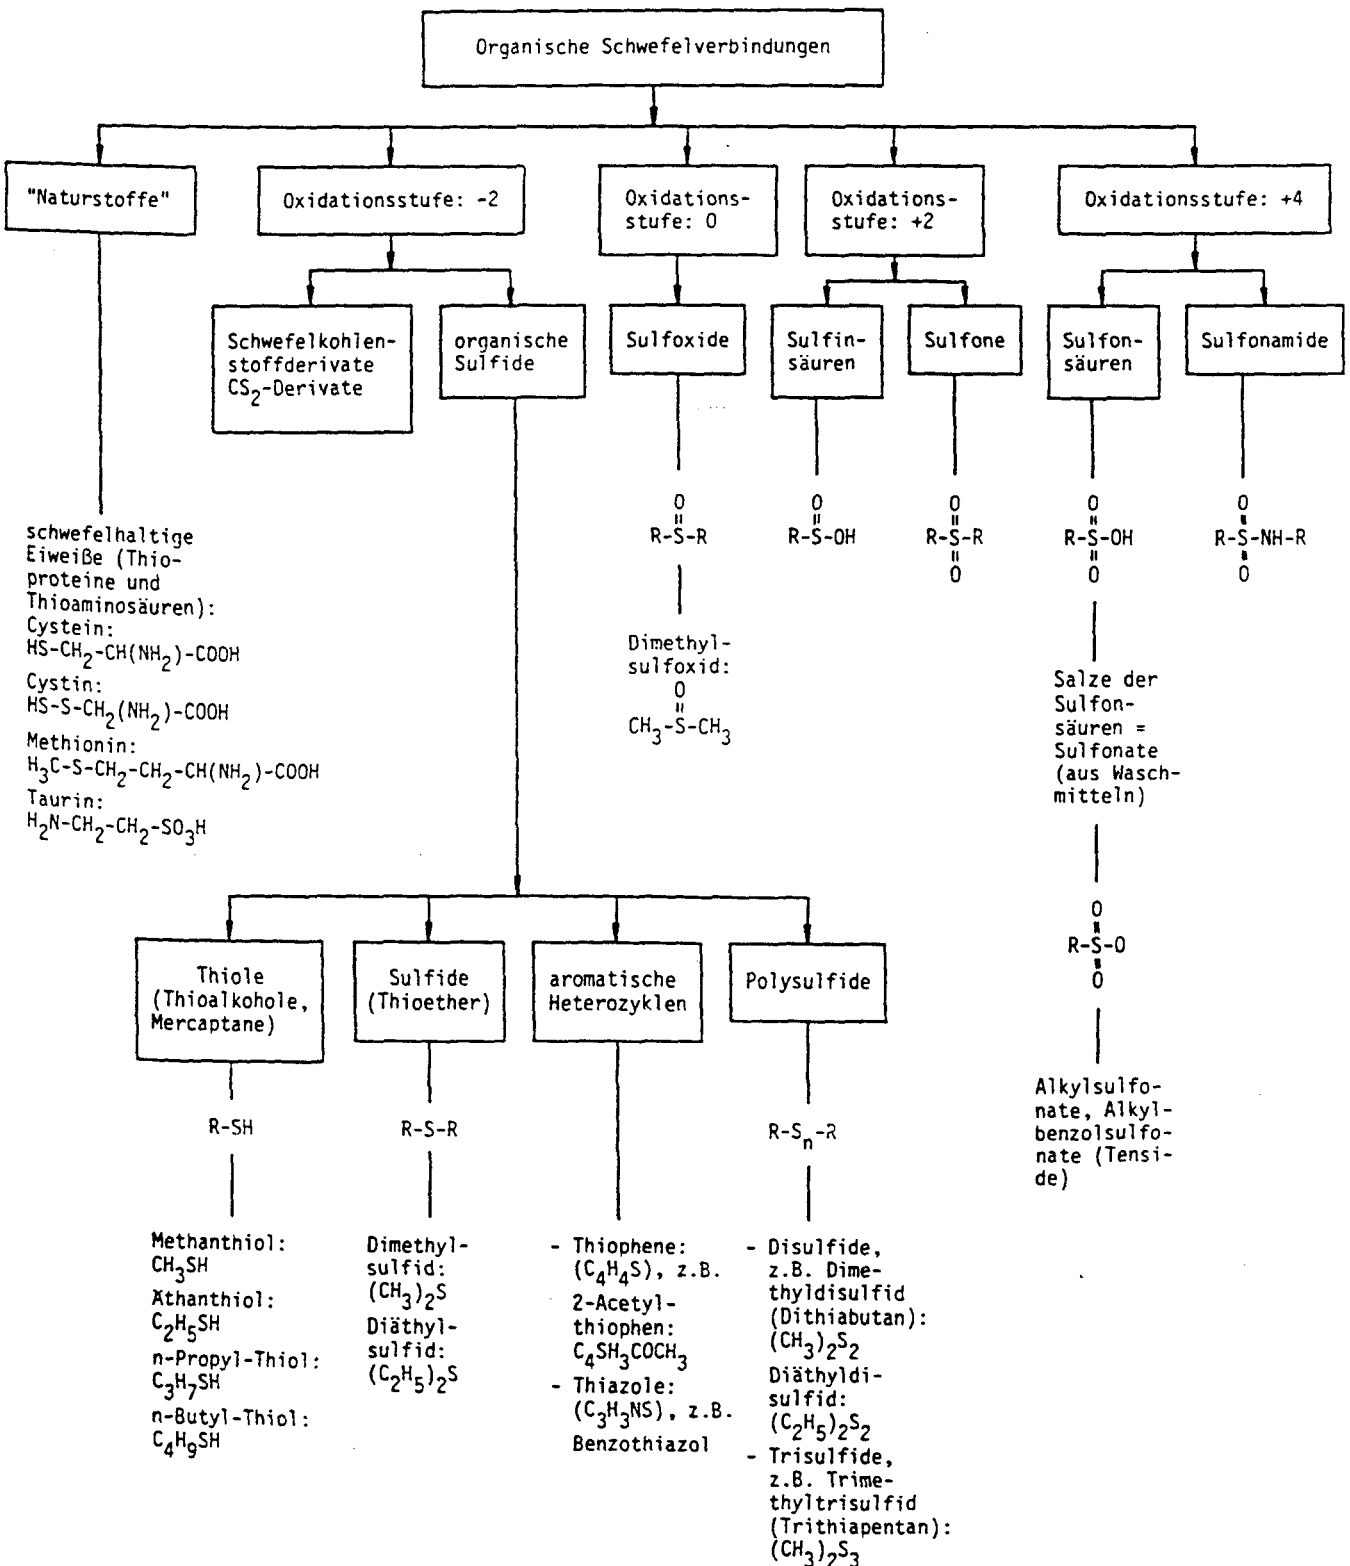 Organische Schwefelverbindungen
"Naturstoffe"
Oxidationsstufe: -2
Oxidations-
stufe: 0
Oxidations-
stufe: +2
Oxidationsstufe: +4
Schwefelkohlen-
stoffderivate
CS2-Derivate
organische
Sulfide
Sulfoxide
Sulfin-
säuren
Sulfone
Sulfon-
säuren
Sulfonamide
schwefelhaltige
Eiweiße (Thio-
proteine und
Thioaminosäuren):
Cystein:
HS-CH2-CH(NH2)-COOH
Cystin:
HS-S-CH2(NH2)-COOH
Methionin:
H3C-S-CH2-CH2-CH(NH2)-COOH
Taurin:
H2N-CH2-CH2-SO3H
O
R-S-R
Dimethyl-
sulfoxid:
O
CH3-S-CH3
O
R-S-OH
O
R-S-R
O
O
R-S-OH
O
Salze der
Sulfon-
säuren =
Sulfonate
(aus Wasch-
mitteln)
O
R-S-O
O
Alkylsulfo-
nate, Alkyl-
benzolsulfo-
nate (Tensi-
de)
O
R-S-NH-R
O
Thiole
(Thioalkohole,
Mercaptane)
R-SH
Methanthiol:
CH3SH
Äthanthiol:
C2H5SH
n-Propyl-Thiol:
C3H7SH
n-Butyl-Thiol:
C4H9SH
Sulfide
(Thioether)
R-S-R
Dimethyl-
sulfid:
(CH3)2S
Diäthyl-
sulfid:
(C2H5)2S
aromatische
Heterozyklen
- Thiophene:
(C4H4S), z.B.
2-Acetyl-
thiophen:
C4SH3COCH3
- Thiazole:
(C3H3NS), z.B.
Benzothiazol
Polysulfide
R-Sn-R
- Disulfide,
z.B. Dime-
thyldisulfid
(Dithiabutan):
(CH3)2S2
Diäthyldi-
sulfid:
(C2H5)2S2
- Trisulfide,
z.B. Trime-
thyltrisulfid
(Trithiapentan):
(CH3)2S3